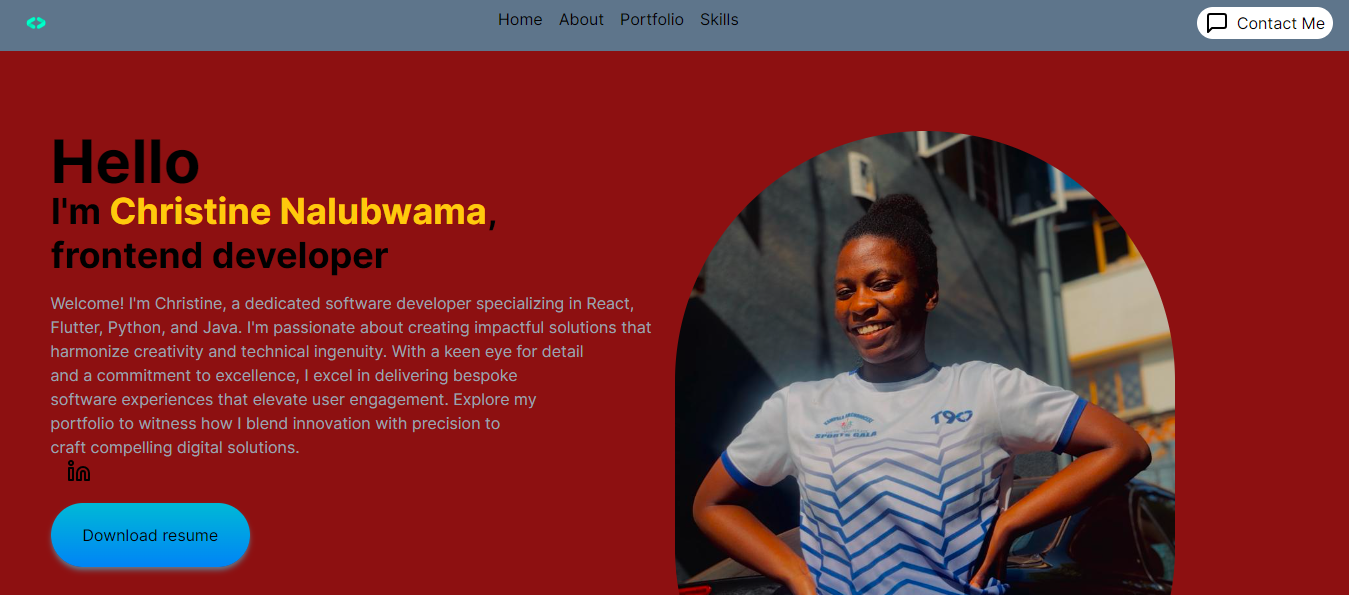 Home About Portfolio Skills
Contact Me
Hello
I'm Christine Nalubwama,
frontend developer
Welcome! I'm Christine, a dedicated software developer specializing in React,
Flutter, Python, and Java. I'm passionate about creating impactful solutions that
harmonize creativity and technical ingenuity. With a keen eye for detail
and a commitment to excellence, I excel in delivering bespoke
software experiences that elevate user engagement. Explore my
portfolio to witness how I blend innovation with precision to
craft compelling digital solutions.
in
Download resume
SPORTS GALA
T90